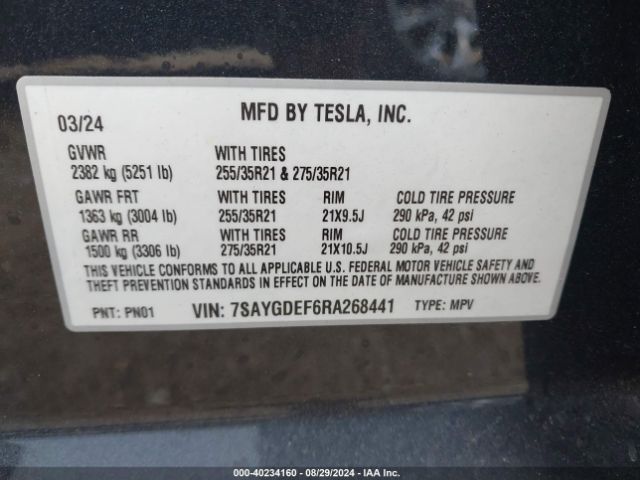 MFD BY TESLA, INC.
03/24
GVWR WITH TIRES
2382 kg (5251 lb) 255/35R21 & 275/35R21
GAWR FRT WITH TIRES RIM COLD TIRE PRESSURE
1363 kg (3004 lb) 255/35R21 21X9.5J 290 kPa, 42 psi
GAWR RR WITH TIRES RIM COLD TIRE PRESSURE
1500 kg (3306 lb) 275/35R21 21X10.5J 290 kPa, 42 psi
THIS VEHICLE CONFORMS TO ALL APPLICABLE U.S. FEDERAL MOTOR VEHICLE SAFETY AND
THEFT PREVENTION STANDARDS IN EFFECT ON THE DATE OF MANUFACTURE SHOWN ABOVE.
PNT: PN01 VIN: 7SAYGDEF6RA268441 TYPE: MPV
000-40234160 - 08/29/2024 - IAA Inc.